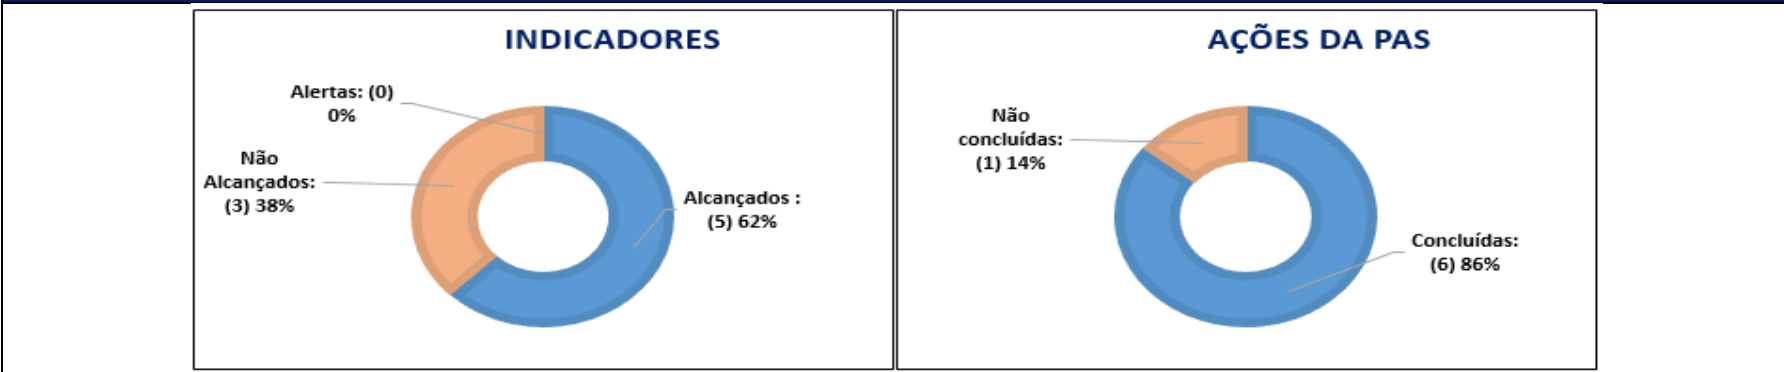 INDICADORES
Alertas: (0)
0%
Não
Alcançados:
(3) 38%
Alcançados :
(5) 62%
AÇÕES DA PAS
Não
concluídas:
(1) 14%
Concluídas:
(6) 86%